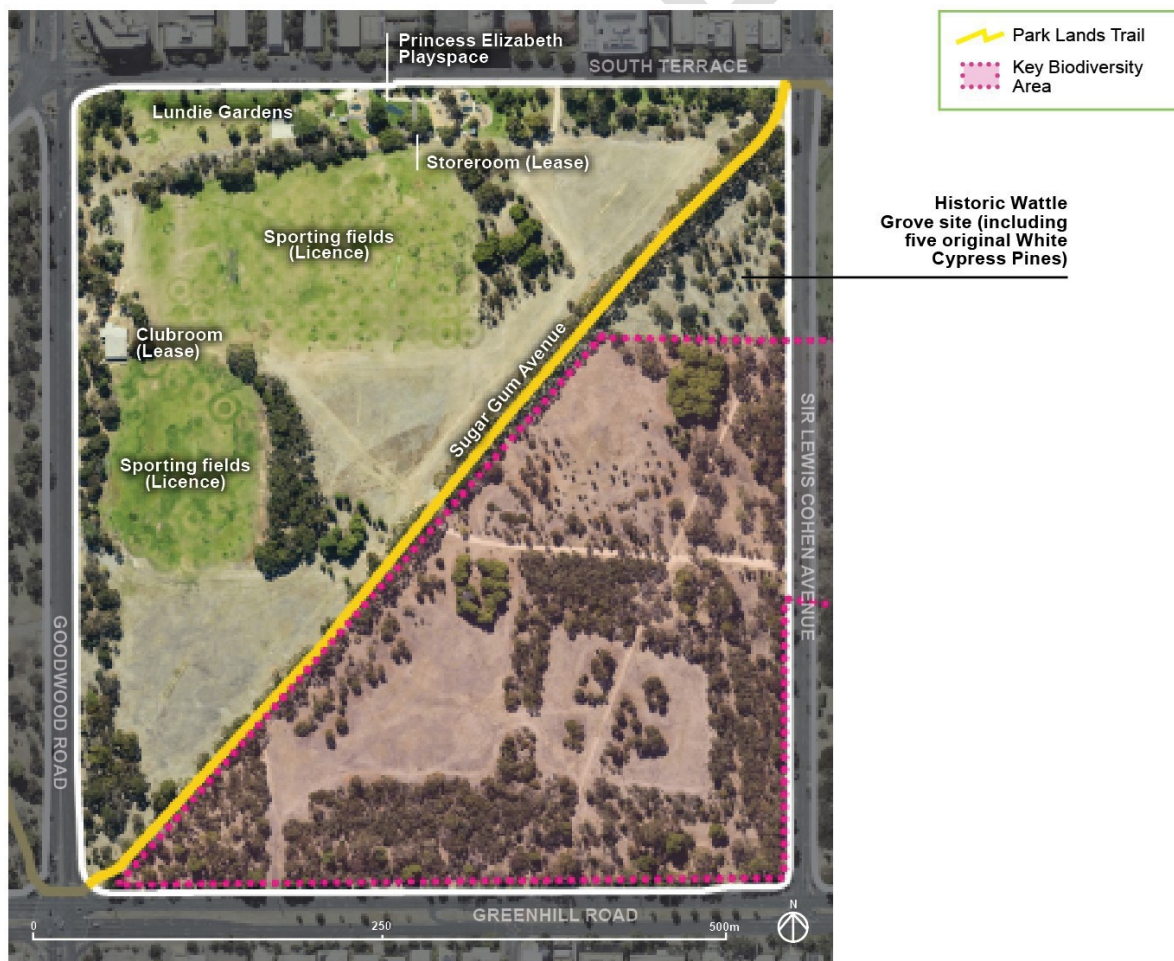 Princess Elizabeth
Playspace
SOUTH TERRACE
Park Lands Trail
Key Biodiversity
Area
Lundie Gardens
Storeroom (Lease)
Historic Wattle
Grove site (including
five original White
Cypress Pines)
Sporting fields
(Licence)
Clubroom
(Lease)
Sugar Gum Avenue
SIR LEWIS COHEN AVENUE
Sporting fields
(Licence)
GOODWOOD ROAD
GREENHILL ROAD
N
0 250 500m